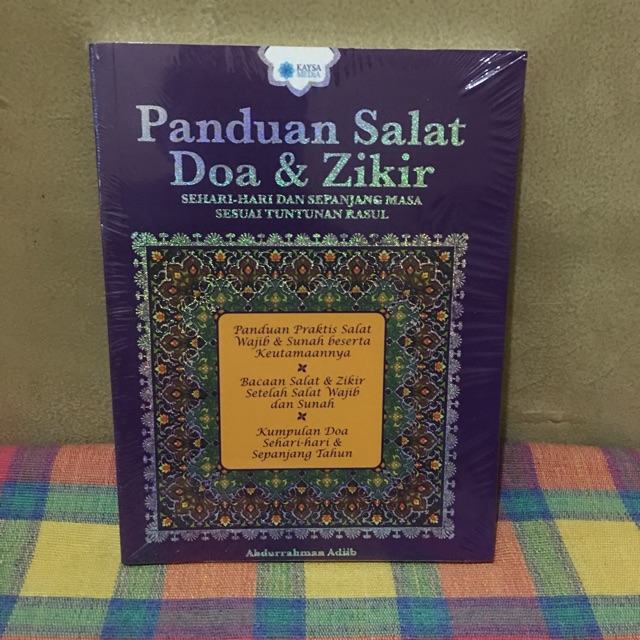 KAYSA
MEDIA
Panduan Salat
Doa & Zikir
SEHARI-HARI DAN SEPANJANG MASA
SESUAI TUNTUNAN RASUL
Panduan Praktis Salat
Wajib & Sunah beserta
Keutamaannya
Bacaan Salat & Zikir
Setelah Salat Wajib
dan Sunah
Kumpulan Doa
Sehari-hari &
Sepanjang Tahun
Abdurrahman Adiib